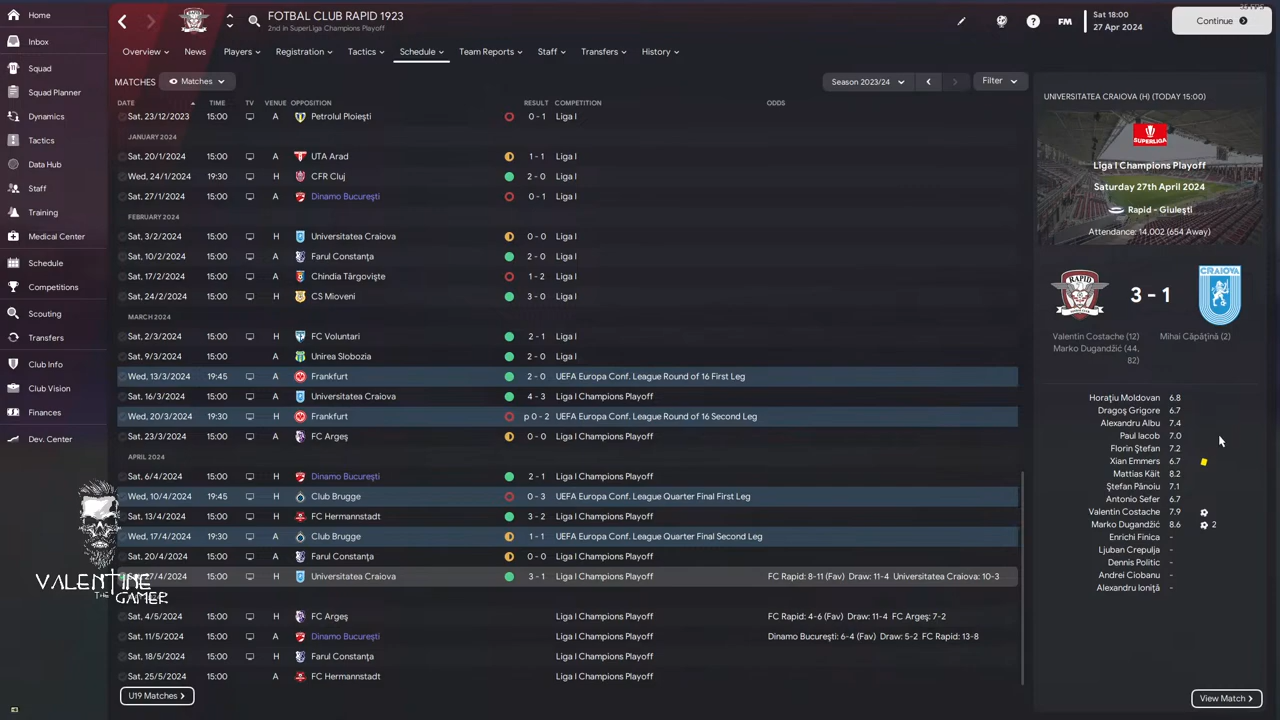 Home
Inbox
Squad
Squad Planner
Dynamics
Tactics
Data Hub
Staff
Training
Medical Center
Schedule
Competitions
Scouting
Transfers
Club Info
Club Vision
Finances
Dev. Center
FOTBAL CLUB RAPID 1923
2nd in SuperLiga Champions Playoff
35 FPS
FM
Sat 18:00
27 Apr 2024
Continue
Overview News Players Registration Tactics Schedule Team Reports Staff Transfers History
MATCHES Matches Season 2023/24 Filter
DATE TIME TV VENUE OPPOSITION RESULT COMPETITION ODDS
Sat, 23/12/2023 15:00 A Petrolul Ploieşti 0 - 1 Liga I
JANUARY 2024
Sat, 20/1/2024 15:00 A UTA Arad 1 - 1 Liga I
Wed, 24/1/2024 19:30 H CFR Cluj 2 - 0 Liga I
Sat, 27/1/2024 15:00 A Dinamo Bucureşti 0 - 1 Liga I
FEBRUARY 2024
Sat, 3/2/2024 15:00 H Universitatea Craiova 0 - 0 Liga I
Sat, 10/2/2024 15:00 A Farul Constanţa 2 - 0 Liga I
Sat, 17/2/2024 15:00 A Chindia Târgovişte 1 - 2 Liga I
Sat, 24/2/2024 15:00 H CS Mioveni 3 - 0 Liga I
MARCH 2024
Sat, 2/3/2024 15:00 H FC Voluntari 2 - 1 Liga I
Sat, 9/3/2024 15:00 A Unirea Slobozia 2 - 0 Liga I
Wed, 13/3/2024 19:45 A Frankfurt 2 - 0 UEFA Europa Conf. League Round of 16 First Leg
Sat, 16/3/2024 15:00 A Universitatea Craiova 4 - 3 Liga I Champions Playoff
Wed, 20/3/2024 19:30 H Frankfurt p 0 - 2 UEFA Europa Conf. League Round of 16 Second Leg
Sat, 23/3/2024 15:00 A FC Argeş 0 - 0 Liga I Champions Playoff
APRIL 2024
Sat, 6/4/2024 15:00 H Dinamo Bucureşti 2 - 1 Liga I Champions Playoff
Wed, 10/4/2024 19:45 H Club Brugge 0 - 3 UEFA Europa Conf. League Quarter Final First Leg
Sat, 13/4/2024 15:00 H FC Hermannstadt 3 - 2 Liga I Champions Playoff
Wed, 17/4/2024 19:30 A Club Brugge 1 - 1 UEFA Europa Conf. League Quarter Final Second Leg
Sat, 20/4/2024 15:00 A Farul Constanţa 0 - 0 Liga I Champions Playoff
27/4/2024 15:00 H Universitatea Craiova 3 - 1 Liga I Champions Playoff FC Rapid: 8-11 (Fav) Draw: 11-4 Universitatea Craiova: 10-3
Sat, 4/5/2024 15:00 H FC Argeş Liga I Champions Playoff FC Rapid: 4-6 (Fav) Draw: 11-4 FC Argeş: 7-2
Sat, 11/5/2024 15:00 A Dinamo Bucureşti Liga I Champions Playoff Dinamo Bucureşti: 6-4 (Fav) Draw: 5-2 FC Rapid: 13-8
Sat, 18/5/2024 15:00 H Farul Constanţa Liga I Champions Playoff
Sat, 25/5/2024 15:00 A FC Hermannstadt Liga I Champions Playoff
U19 Matches
VALENTINE
THE GAMER
UNIVERSITATEA CRAIOVA (H) (TODAY 15:00)
SUPERLIGA
Liga I Champions Playoff
Saturday 27th April 2024
Rapid - Giuleşti
Attendance: 14,002 (654 Away)
RAPID 3 - 1 CRAIOVA
Valentin Costache (12) Mihai Căpăţînă (2)
Marko Dugandžić (44,
82)
Horaţiu Moldovan 6.8
Dragoş Grigore 6.7
Alexandru Albu 7.4
Paul Iacob 7.0
Florin Ştefan 7.2
Xian Emmers 6.7
Mattias Käit 8.2
Ştefan Pănoiu 7.1
Antonio Sefer 6.7
Valentin Costache 7.9
Marko Dugandžić 8.6 2
Enrichi Finica -
Ljuban Crepulja -
Dennis Politic -
Andrei Ciobanu -
Alexandru Ioniţă -
View Match